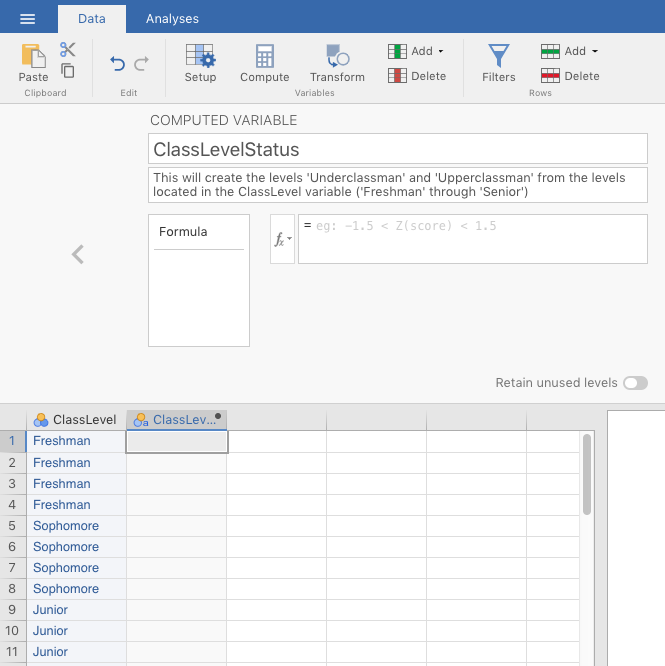 Data Analyses
Paste Setup Compute Transform Add Delete Filters Add Delete
Clipboard Edit Variables Rows
COMPUTED VARIABLE
ClassLevelStatus
This will create the levels 'Underclassman' and 'Upperclassman' from the levels
located in the ClassLevel variable ('Freshman' through 'Senior')
Formula
fx = eg: −1.5 < Z(score) < 1.5
Retain unused levels
ClassLevel a ClassLev...
1 Freshman
2 Freshman
3 Freshman
4 Freshman
5 Sophomore
6 Sophomore
7 Sophomore
8 Sophomore
9 Junior
10 Junior
11 Junior